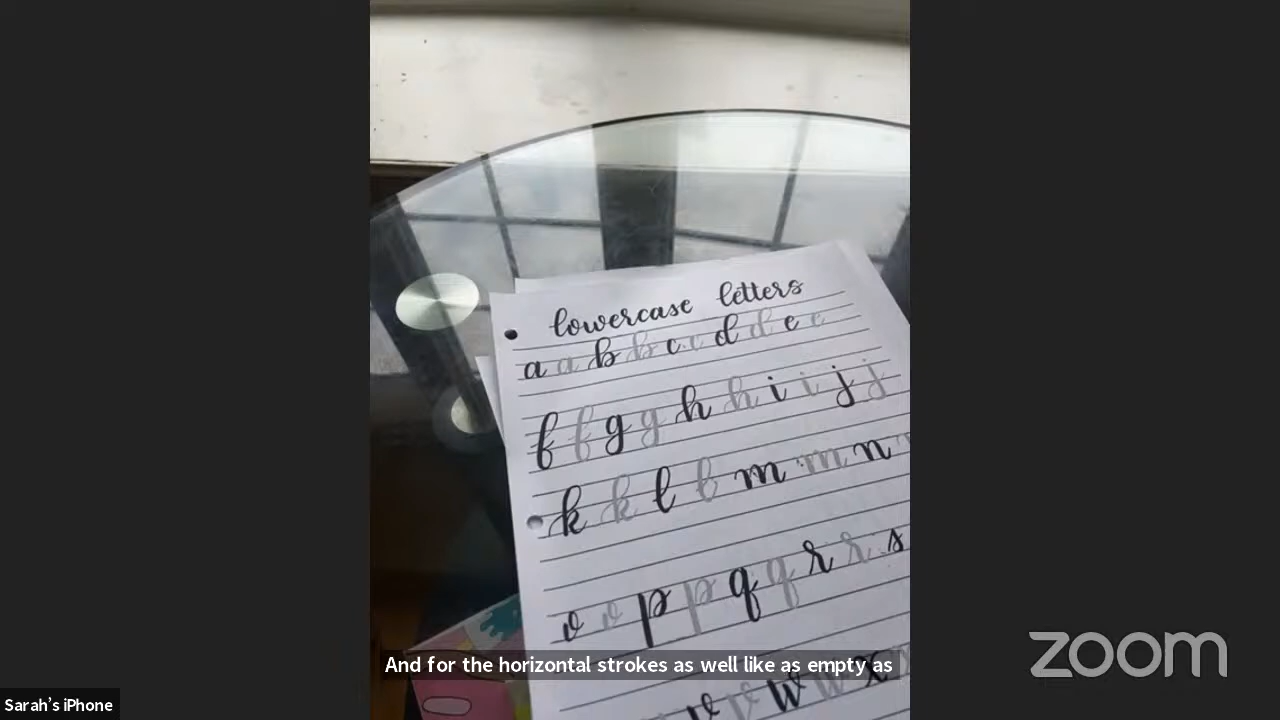 lowercase letters
a a b b c c d d e e
f f g g h h i i j j
k k l l m m n
o o p p q q r r s
v v w w x
And for the horizontal strokes as well like as empty as
zoom
Sarah's iPhone